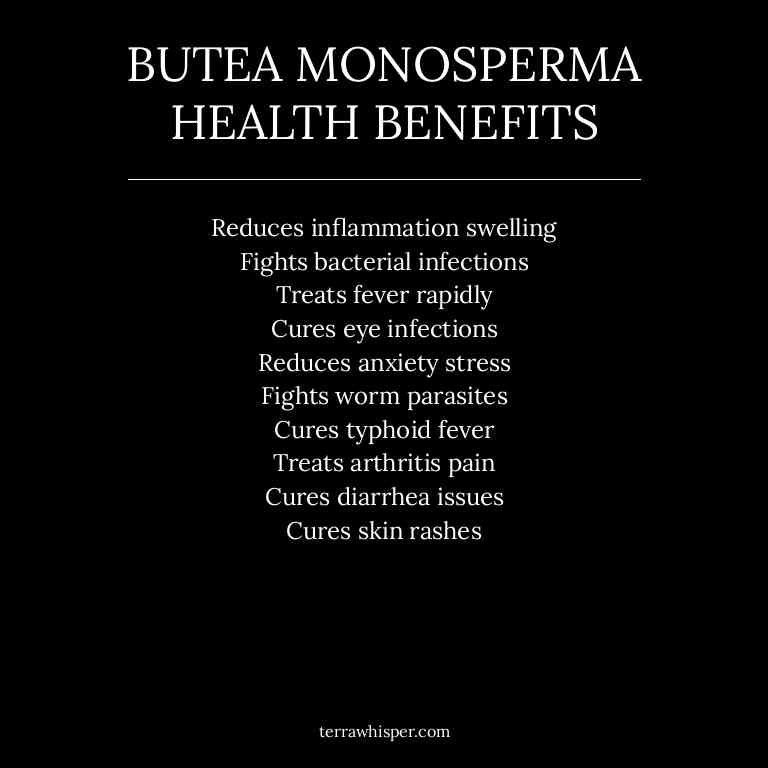 BUTEA MONOSPERMA
HEALTH BENEFITS
Reduces inflammation swelling
Fights bacterial infections
Treats fever rapidly
Cures eye infections
Reduces anxiety stress
Fights worm parasites
Cures typhoid fever
Treats arthritis pain
Cures diarrhea issues
Cures skin rashes
terrawhisper.com